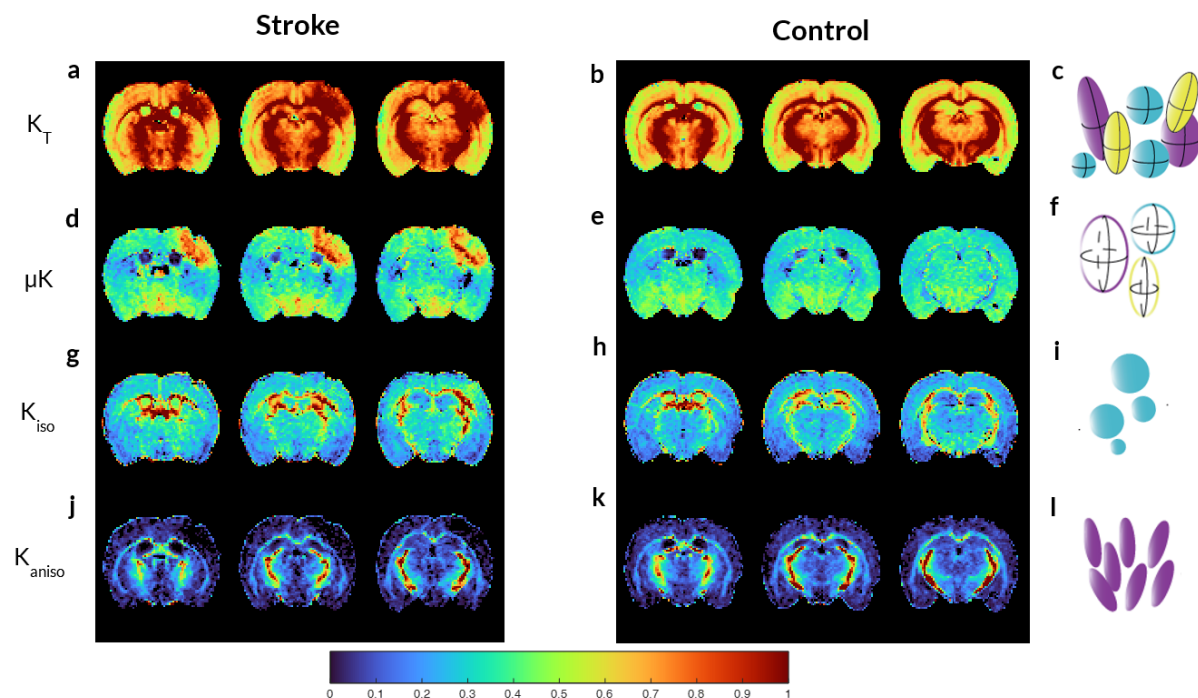 Stroke
Control
a
b
c
K_T
d
e
f
μK
g
h
i
K_iso
j
k
l
K_aniso
0 0.1 0.2 0.3 0.4 0.5 0.6 0.7 0.8 0.9 1